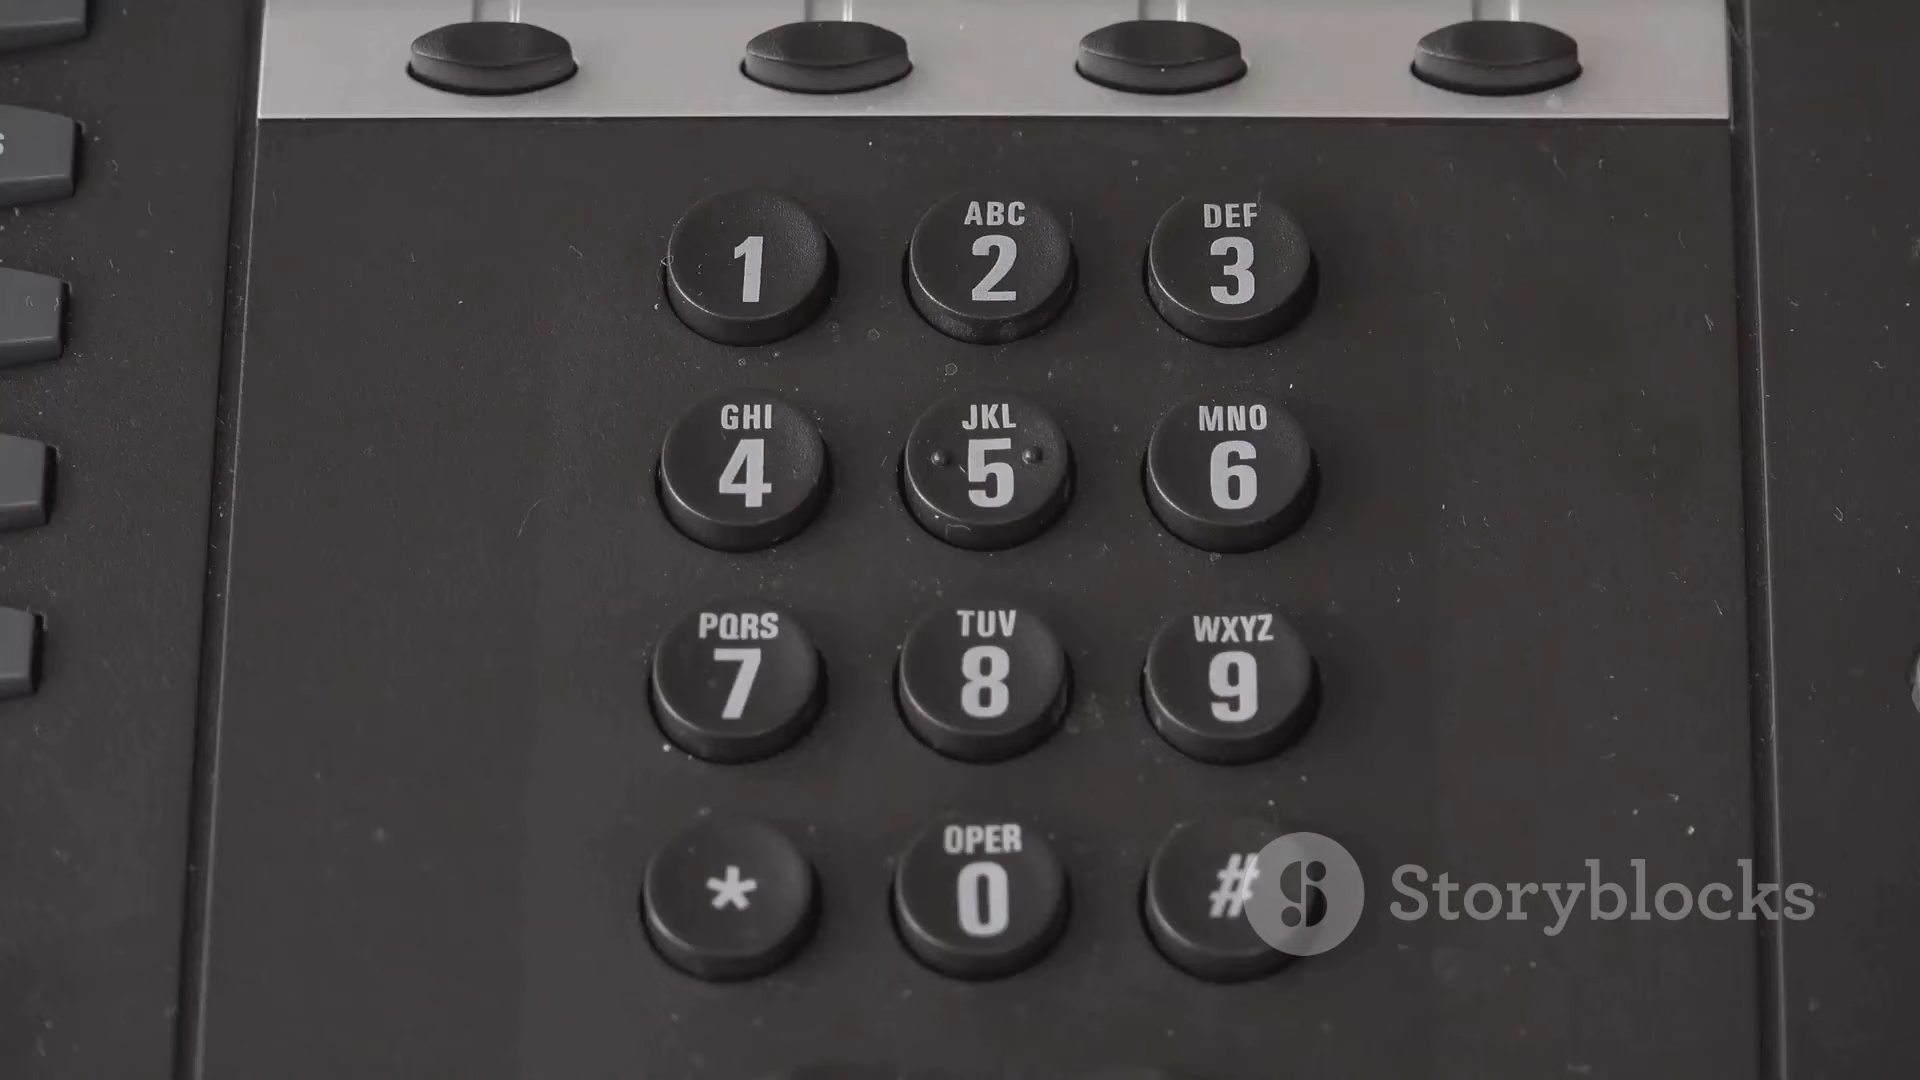 ABC DEF
1 2 3
GHI JKL MNO
4 5 6
PQRS TUV WXYZ
7 8 9
OPER
* 0 #
Storyblocks